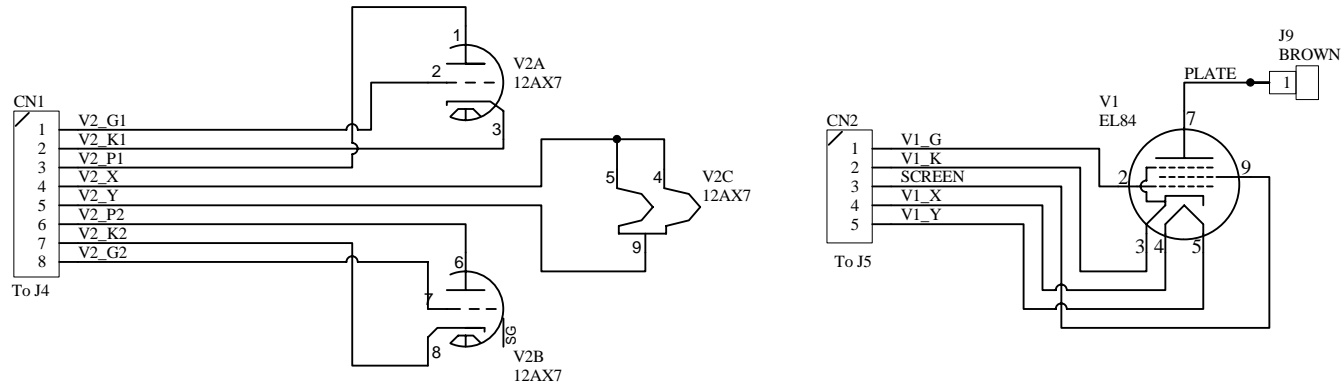 CN1
1 V2_G1
2 V2_K1
3 V2_P1
4 V2_X
5 V2_Y
6 V2_P2
7 V2_K2
8 V2_G2
To J4
1
2
3
V2A
12AX7
5 4
9
V2C
12AX7
6
7
8
SG
V2B
12AX7
CN2
1 V1_G
2 V1_K
3 SCREEN
4 V1_X
5 V1_Y
To J5
V1
EL84
PLATE
7
2
9
3 4 5
J9
BROWN
1